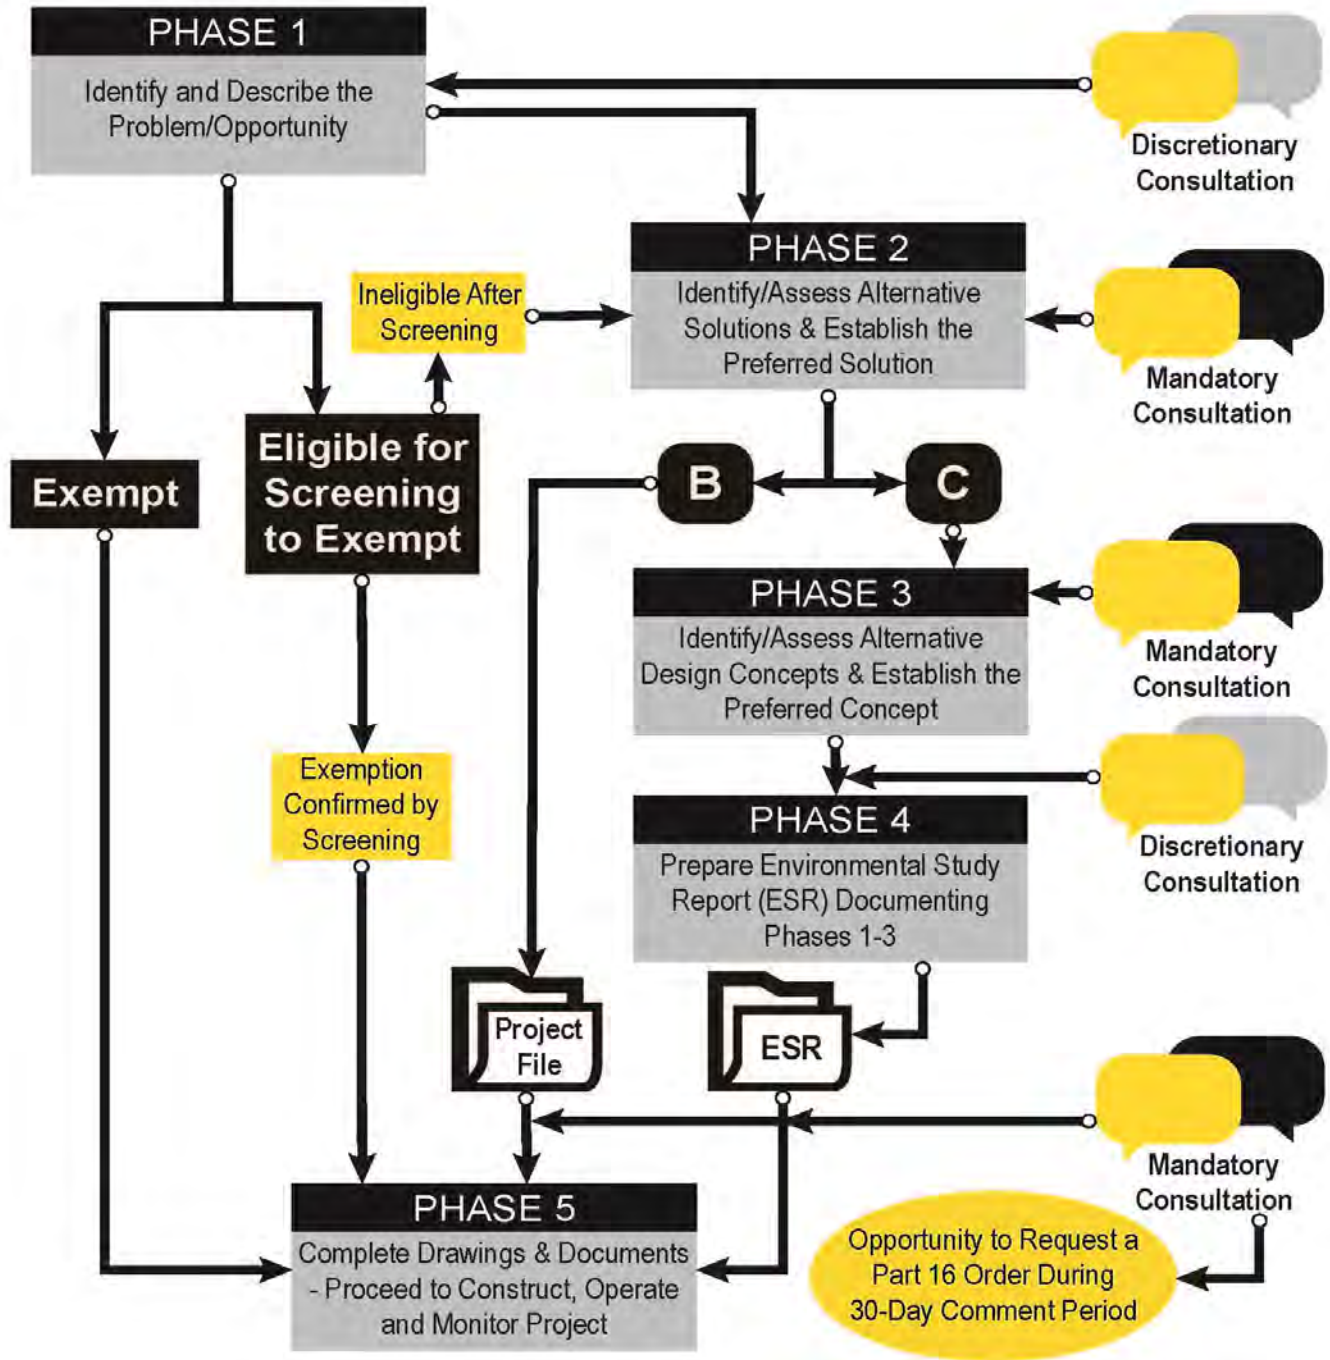 PHASE 1
Identify and Describe the
Problem/Opportunity
Discretionary
Consultation
PHASE 2
Identify/Assess Alternative
Solutions & Establish the
Preferred Solution
Ineligible After
Screening
Mandatory
Consultation
Exempt
Eligible for
Screening
to Exempt
B
C
PHASE 3
Identify/Assess Alternative
Design Concepts & Establish the
Preferred Concept
Mandatory
Consultation
Exemption
Confirmed by
Screening
PHASE 4
Prepare Environmental Study
Report (ESR) Documenting
Phases 1-3
Discretionary
Consultation
Project
File
ESR
Mandatory
Consultation
PHASE 5
Complete Drawings & Documents
- Proceed to Construct, Operate
and Monitor Project
Opportunity to Request a
Part 16 Order During
30-Day Comment Period